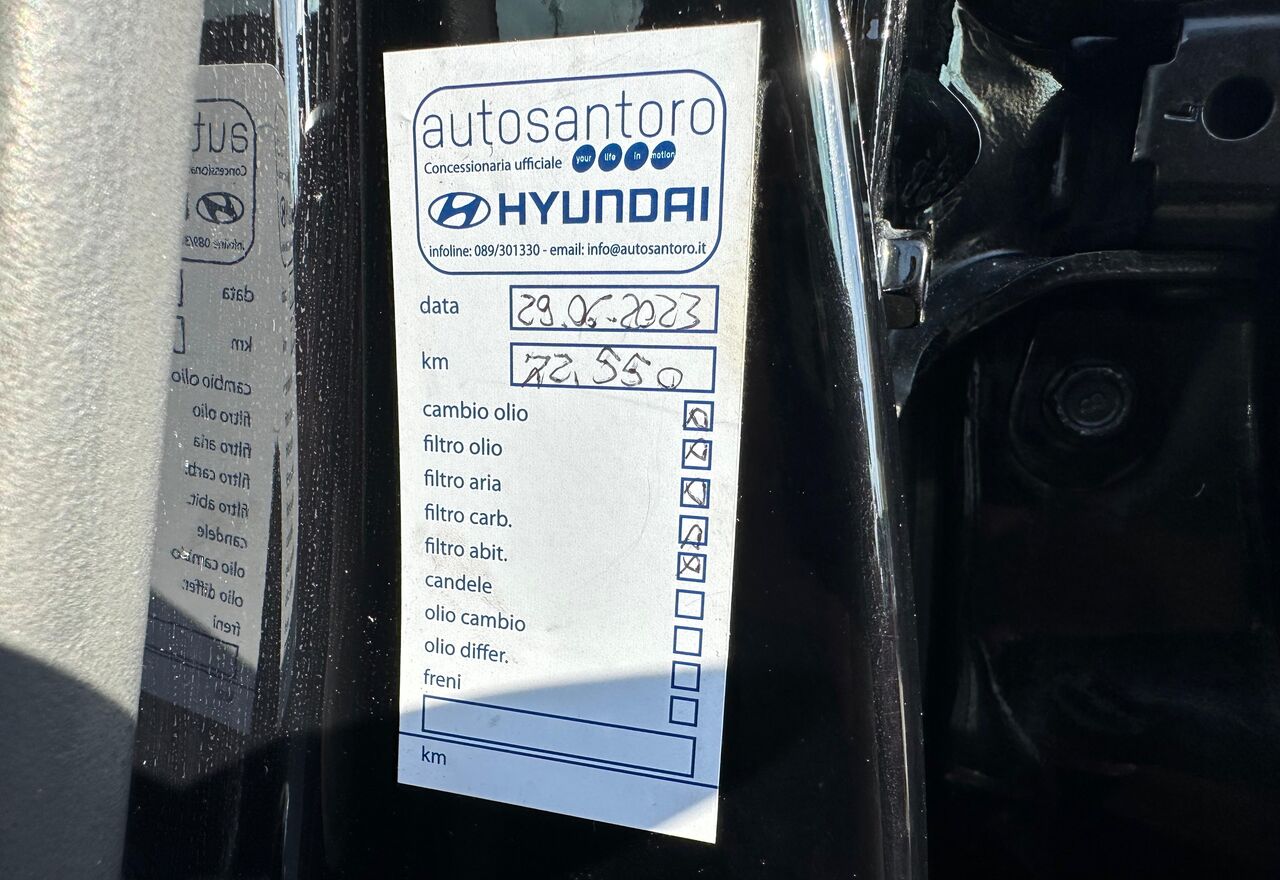 autosantoro
Concessionaria ufficiale your life in motion
HYUNDAI
infoline: 089/301330 - email: info@autosantoro.it
data 29.06.2023
km 72.550
cambio olio
filtro olio
filtro aria
filtro carb.
filtro abit.
candele
olio cambio
olio differ.
freni
km